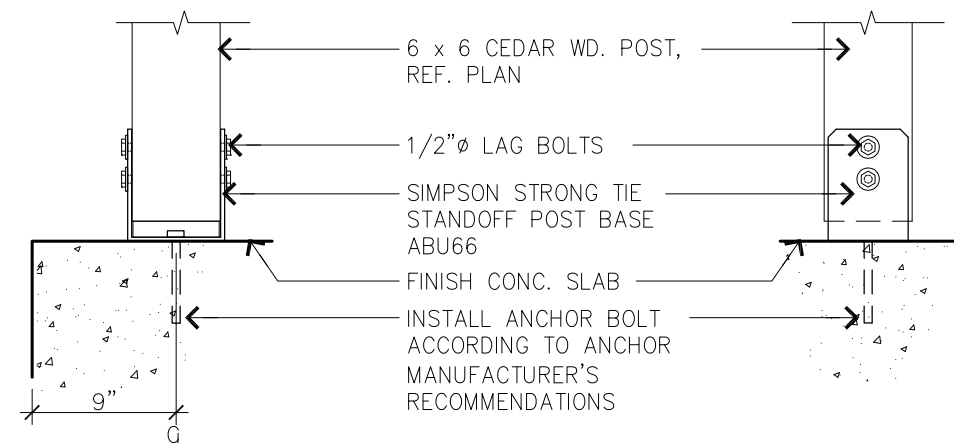 6 x 6 CEDAR WD. POST,
REF. PLAN
1/2"ø LAG BOLTS
SIMPSON STRONG TIE
STANDOFF POST BASE
ABU66
FINISH CONC. SLAB
INSTALL ANCHOR BOLT
ACCORDING TO ANCHOR
MANUFACTURER'S
RECOMMENDATIONS
9"
G